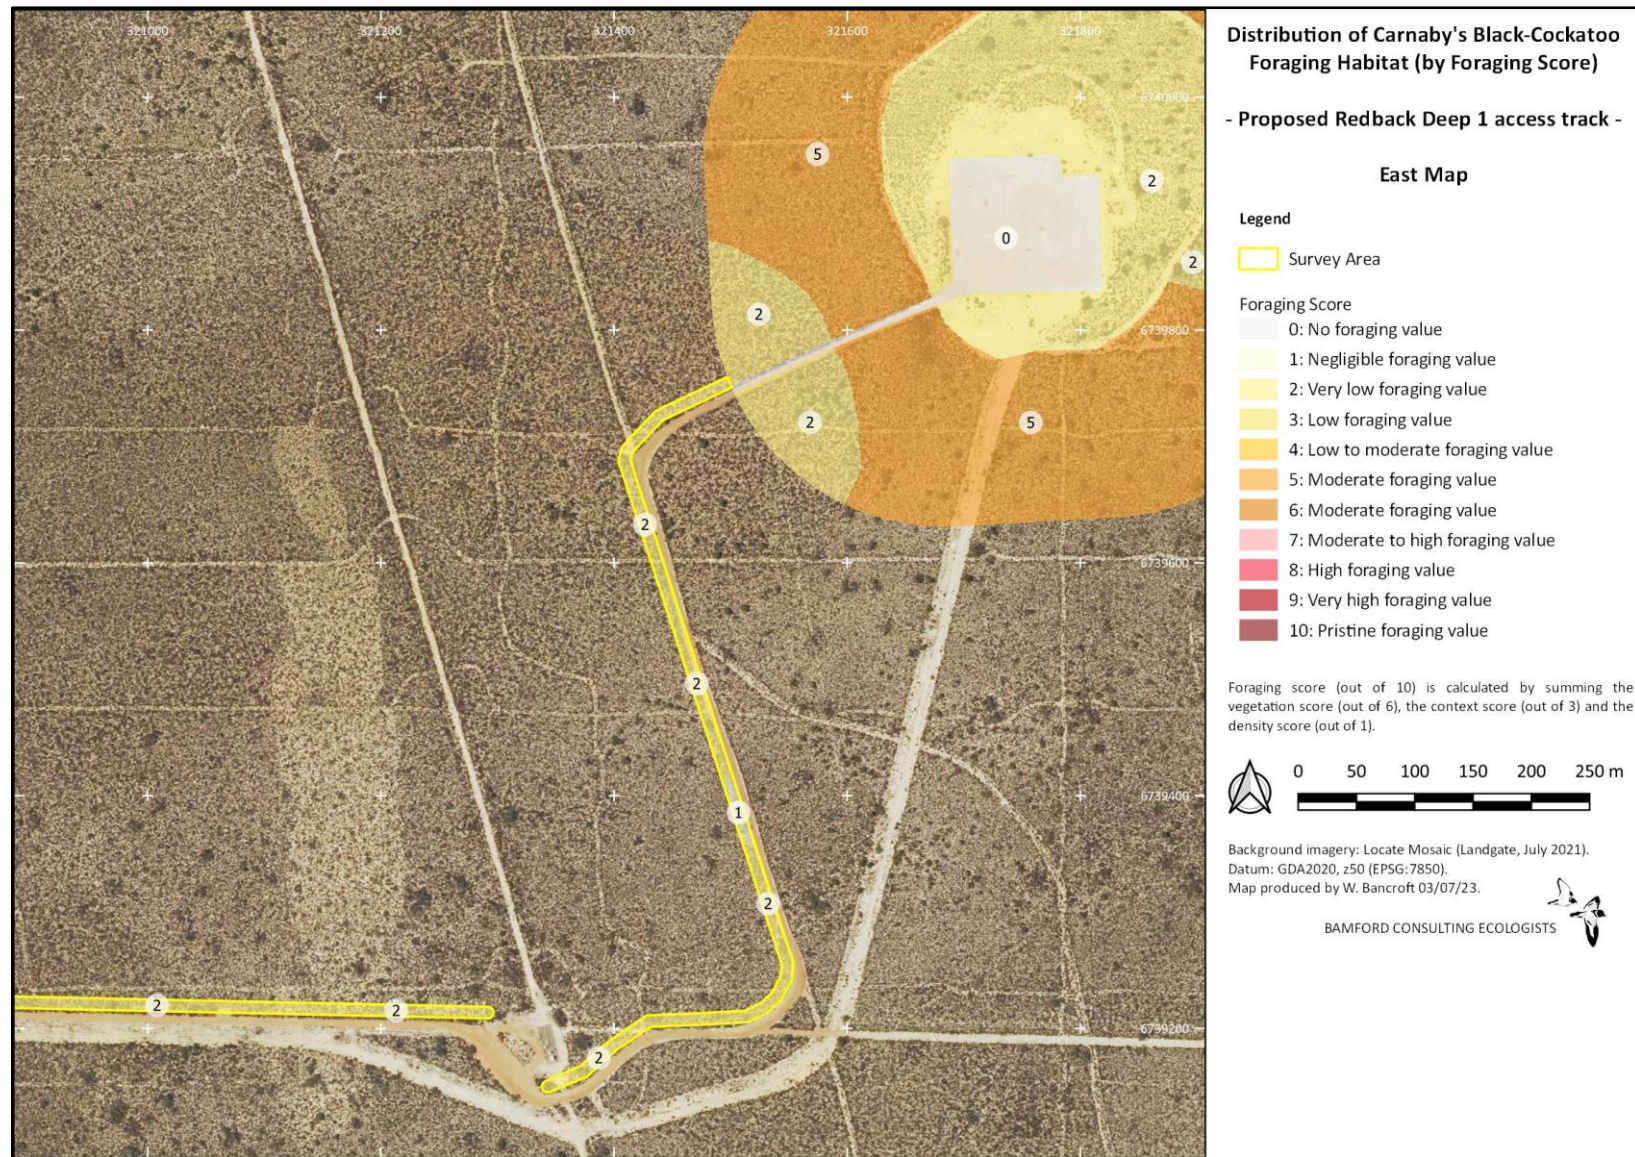 321000
321200
321400
321600
321800
6740000
6739800
6739600
6739400
6739200
5
2
0
2
2
2
5
2
2
1
2
2
2
2
Distribution of Carnaby's Black-Cockatoo
Foraging Habitat (by Foraging Score)
- Proposed Redback Deep 1 access track -
East Map
Legend
Survey Area
Foraging Score
0: No foraging value
1: Negligible foraging value
2: Very low foraging value
3: Low foraging value
4: Low to moderate foraging value
5: Moderate foraging value
6: Moderate foraging value
7: Moderate to high foraging value
8: High foraging value
9: Very high foraging value
10: Pristine foraging value
Foraging score (out of 10) is calculated by summing the
vegetation score (out of 6), the context score (out of 3) and the
density score (out of 1).
0 50 100 150 200 250 m
Background imagery: Locate Mosaic (Landgate, July 2021).
Datum: GDA2020, z50 (EPSG:7850).
Map produced by W. Bancroft 03/07/23.
BAMFORD CONSULTING ECOLOGISTS